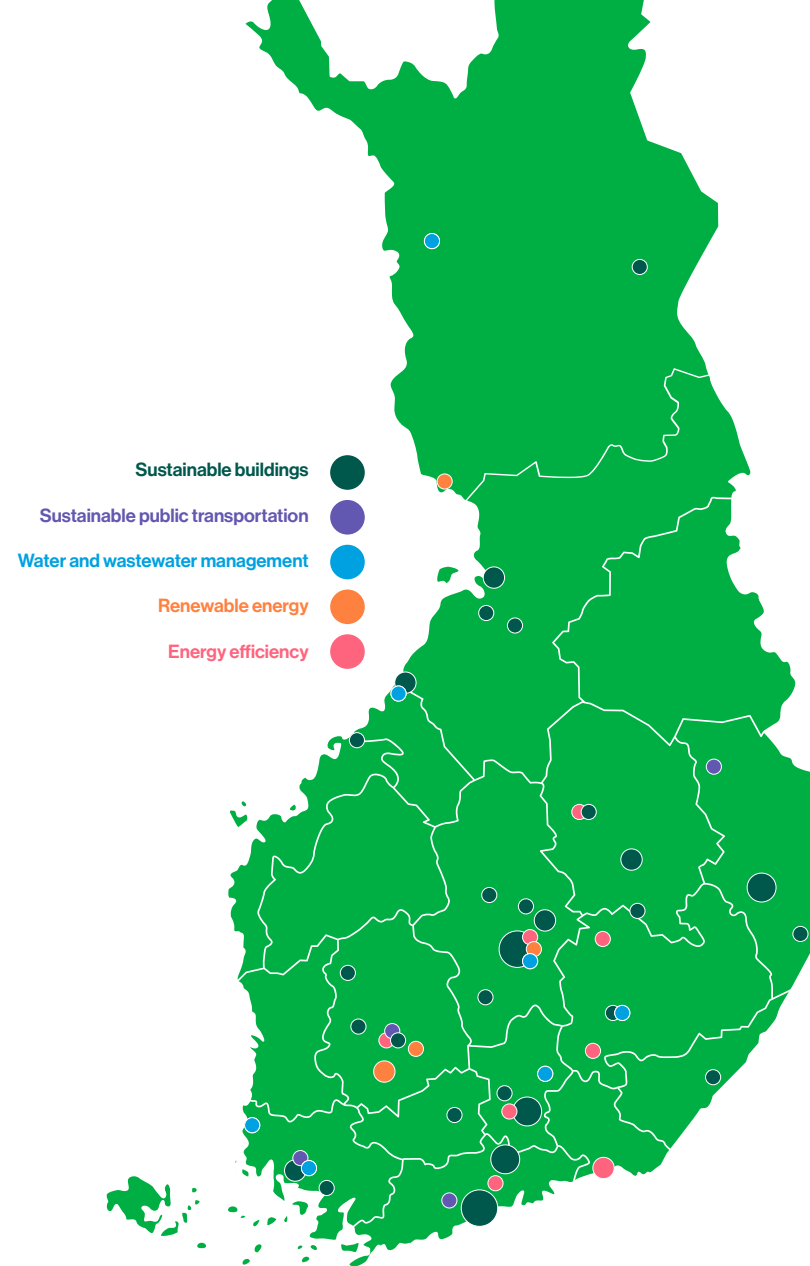 Sustainable buildings
Sustainable public transportation
Water and wastewater management
Renewable energy
Energy efficiency